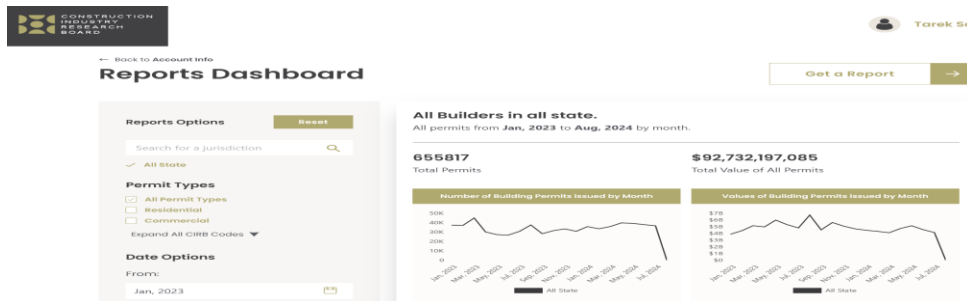 CONSTRUCTION
INDUSTRY
RESEARCH
BOARD
Tarek
← Back to Account Info
Reports Dashboard
Get a Report →
Reports Options
Reset
Search for a jurisdiction
✓ All State
Permit Types
All Permit Types
Residential
Commercial
Expand All CIRB Codes ▼
Date Options
From:
Jan, 2023
All Builders in all state.
All permits from Jan, 2023 to Aug, 2024 by month.
655817
Total Permits
$92,732,197,085
Total Value of All Permits
Number of Building Permits Issued by Month
50K
40K
30K
20K
10K
0
Jan, 2023
Mar, 2023
May, 2023
Jul, 2023
Sep, 2023
Nov, 2023
Jan, 2024
Mar, 2024
May, 2024
Jul, 2024
All State
Values of Building Permits Issued by Month
$7B
$6B
$5B
$4B
$3B
$2B
$1B
$0
Jan, 2023
Mar, 2023
May, 2023
Jul, 2023
Sep, 2023
Nov, 2023
Jan, 2024
Mar, 2024
May, 2024
Jul, 2024
All State